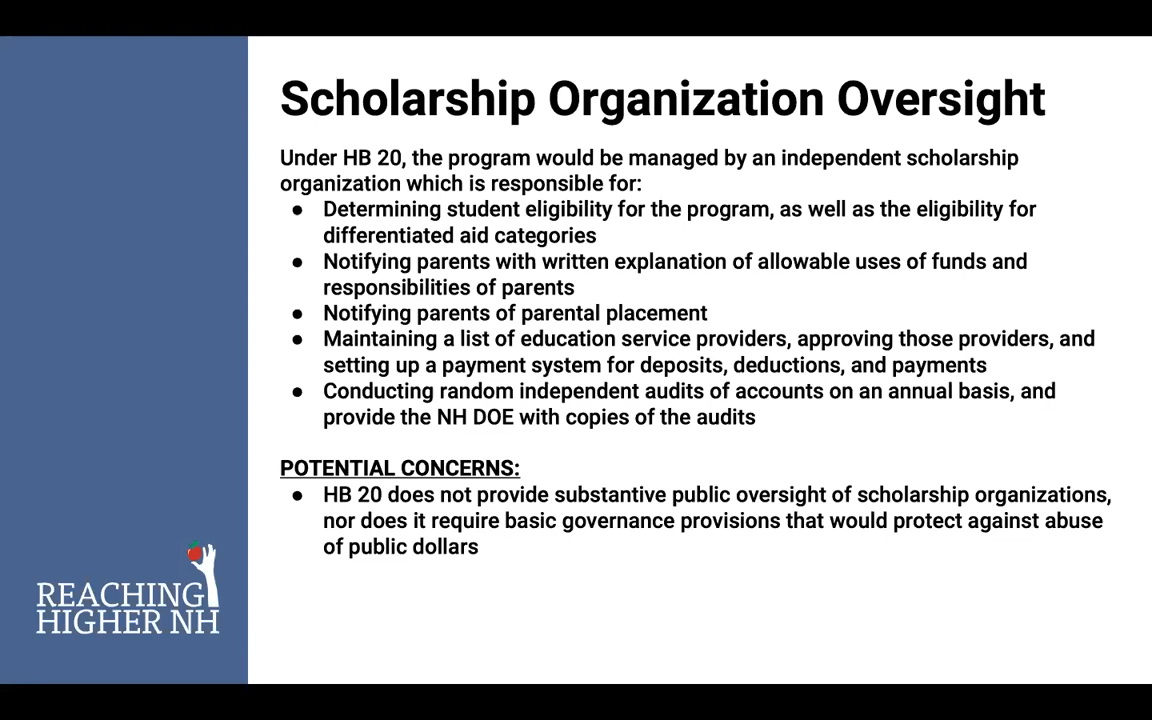 Scholarship Organization Oversight
Under HB 20, the program would be managed by an independent scholarship
organization which is responsible for:
● Determining student eligibility for the program, as well as the eligibility for
differentiated aid categories
● Notifying parents with written explanation of allowable uses of funds and
responsibilities of parents
● Notifying parents of parental placement
● Maintaining a list of education service providers, approving those providers, and
setting up a payment system for deposits, deductions, and payments
● Conducting random independent audits of accounts on an annual basis, and
provide the NH DOE with copies of the audits
POTENTIAL CONCERNS:
● HB 20 does not provide substantive public oversight of scholarship organizations,
nor does it require basic governance provisions that would protect against abuse
of public dollars
REACHING
HIGHER NH